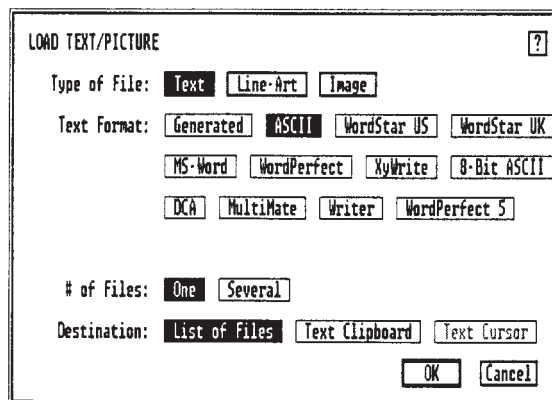 LOAD TEXT/PICTURE ?
Type of File: Text Line-Art Image
Text Format: Generated ASCII WordStar US WordStar UK
MS-Word WordPerfect XyWrite 8-Bit ASCII
DCA MultiMate Writer WordPerfect 5
# of Files: One Several
Destination: List of Files Text Clipboard Text Cursor
OK Cancel